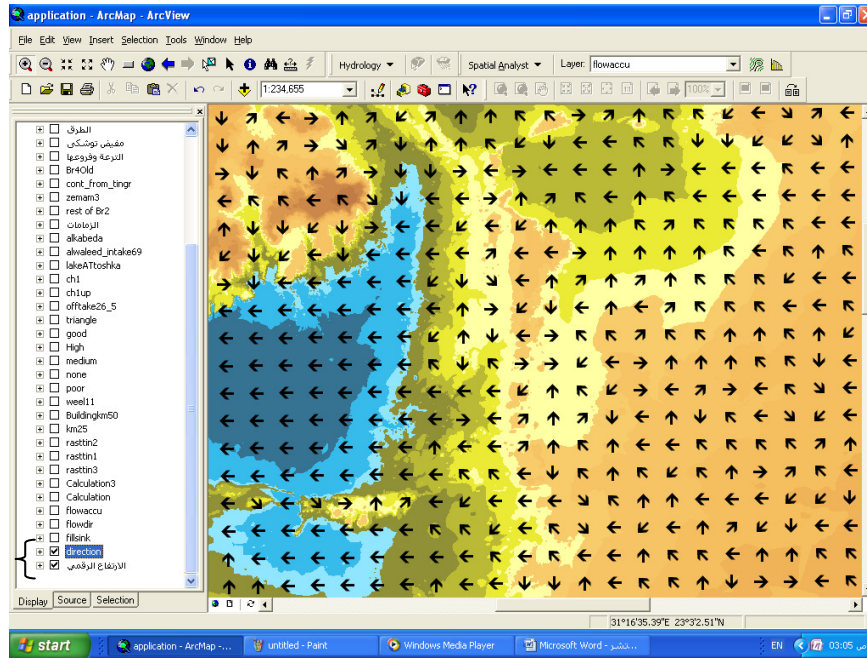 application - ArcMap - ArcView
File Edit View Insert Selection Tools Window Help
Hydrology Spatial Analyst Layer: flowaccu
1:234,655 100%
الطرق
مفيض توشكى
الترعة وفروعها
Br4Old
cont_from_tingr
zemam3
rest of Br2
الزمامات
alkabeda
alwaleed_intake69
lakeATtoshka
ch1
ch1up
offtake26_5
triangle
good
High
medium
none
poor
weel11
Buildingkm50
km25
rasttin2
rasttin1
rasttin3
Calculation3
Calculation
flowaccu
flowdir
fillsink
direction
الارتفاع الرقمي
Display Source Selection
31°16'35.39"E 23°3'2.51"N
start application - ArcMap -... untitled - Paint Windows Media Player Microsoft Word - ...تنشر EN 03:05 ص